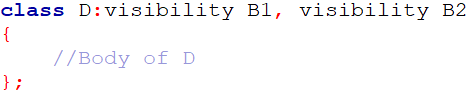 class D:visibility B1, visibility B2
{
    //Body of D
};